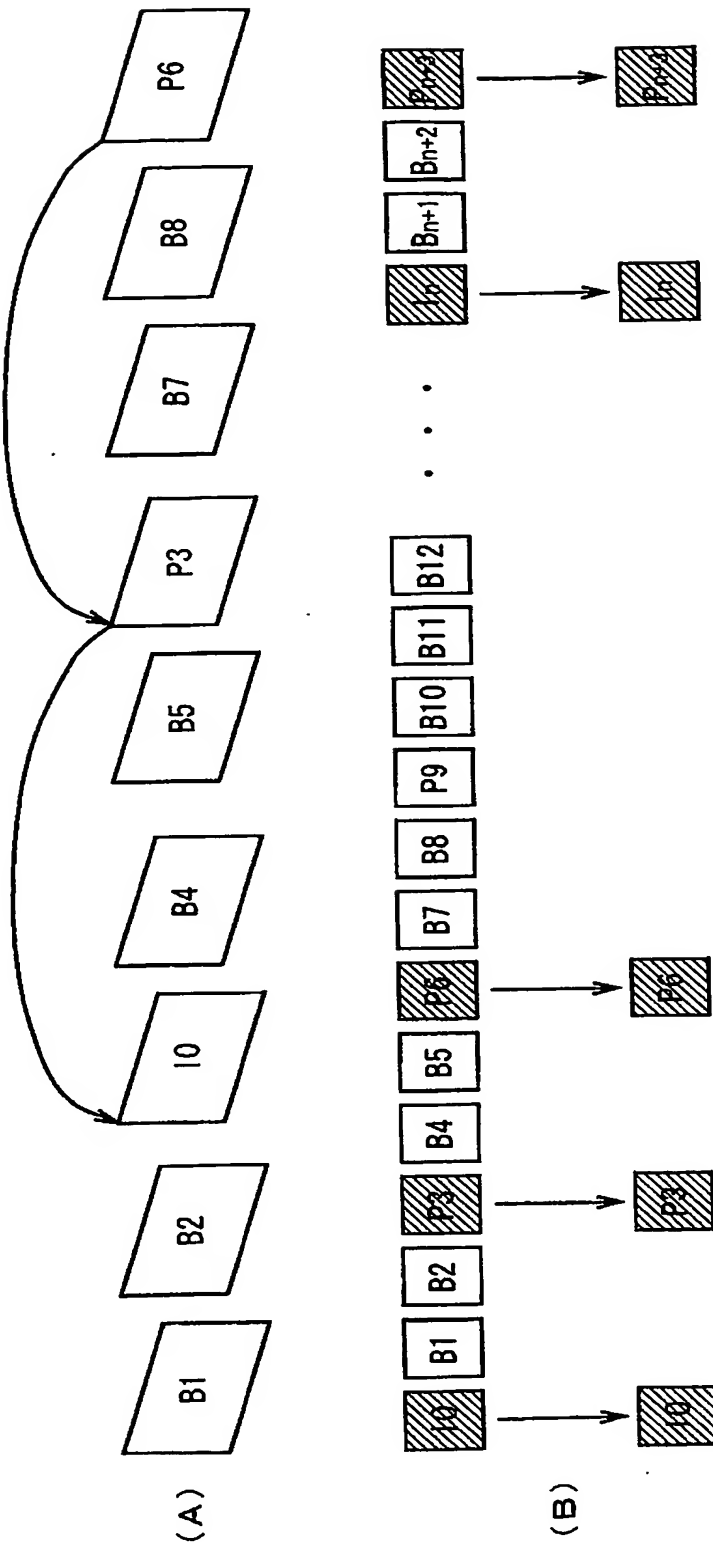 (A) B1 B2 I0 B4 B5 P3 B7 B8 P6
(B) I0 B1 B2 P3 B4 B5 P6 B7 B8 P9 B10 B11 B12 • • • In Bn+1 Bn+2 Pn+3
I0 P3 P6 In Pn+3